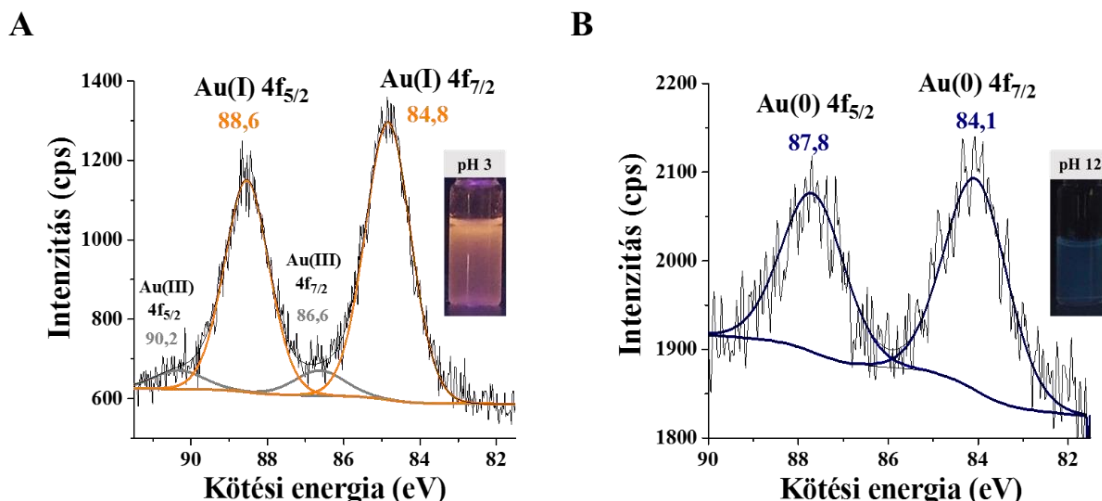 A
Au(I) 4f5/2
88,6
Au(I) 4f7/2
84,8
pH 3
Au(III)
4f5/2
90,2
Au(III)
4f7/2
86,6
1400
1200
1000
800
600
Intenzitás (cps)
90
88
86
84
82
Kötési energia (eV)
B
Au(0) 4f5/2
87,8
Au(0) 4f7/2
84,1
pH 12
2200
2100
2000
1900
1800
Intenzitás (cps)
90
88
86
84
82
Kötési energia (eV)